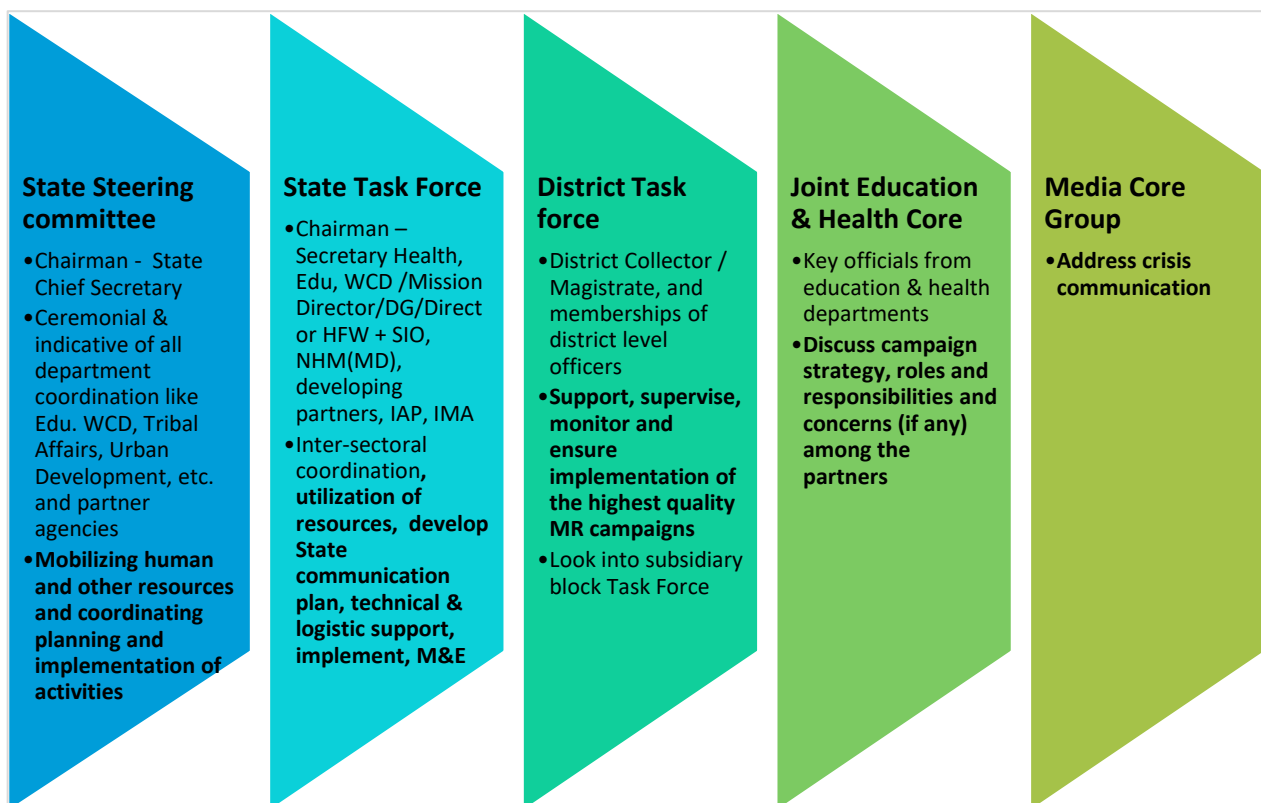 State Steering
committee
•Chairman - State
Chief Secretary
•Ceremonial &
indicative of all
department
coordination like
Edu. WCD, Tribal
Affairs, Urban
Development, etc.
and partner
agencies
•Mobilizing human
and other resources
and coordinating
planning and
implementation of
activities
State Task Force
•Chairman –
Secretary Health,
Edu, WCD /Mission
Director/DG/Direct
or HFW + SIO,
NHM(MD),
developing
partners, IAP, IMA
•Inter-sectoral
coordination, 
utilization of
resources, develop
State
communication
plan, technical &
logistic support,
implement, M&E
District Task
force
•District Collector /
Magistrate, and
memberships of
district level
officers
•Support, supervise,
monitor and
ensure
implementation of
the highest quality
MR campaigns
•Look into subsidiary
block Task Force
Joint Education
& Health Core
•Key officials from
education & health
departments
•Discuss campaign
strategy, roles and
responsibilities and
concerns (if any)
among the
partners
Media Core
Group
•Address crisis
communication